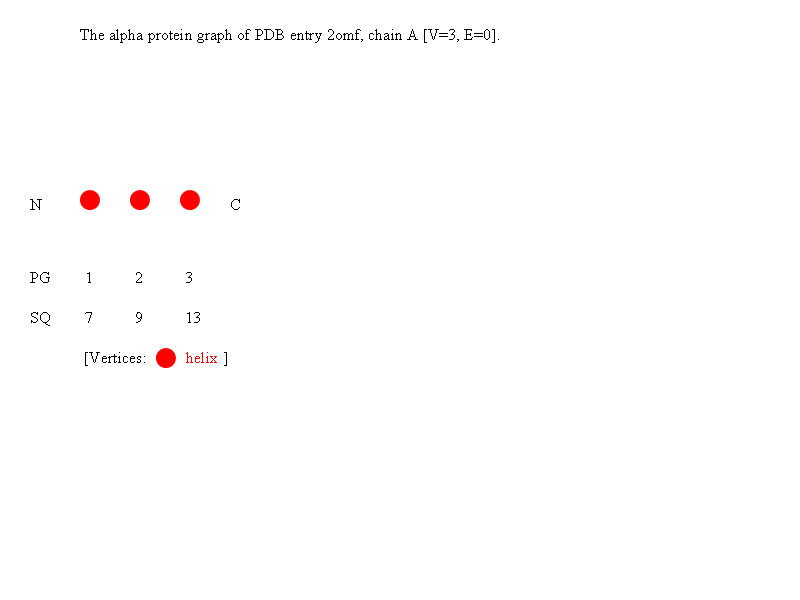 The alpha protein graph of PDB entry 2omf, chain A [V=3, E=0].
N C
PG 1 2 3
SQ 7 9 13
[Vertices: helix ]